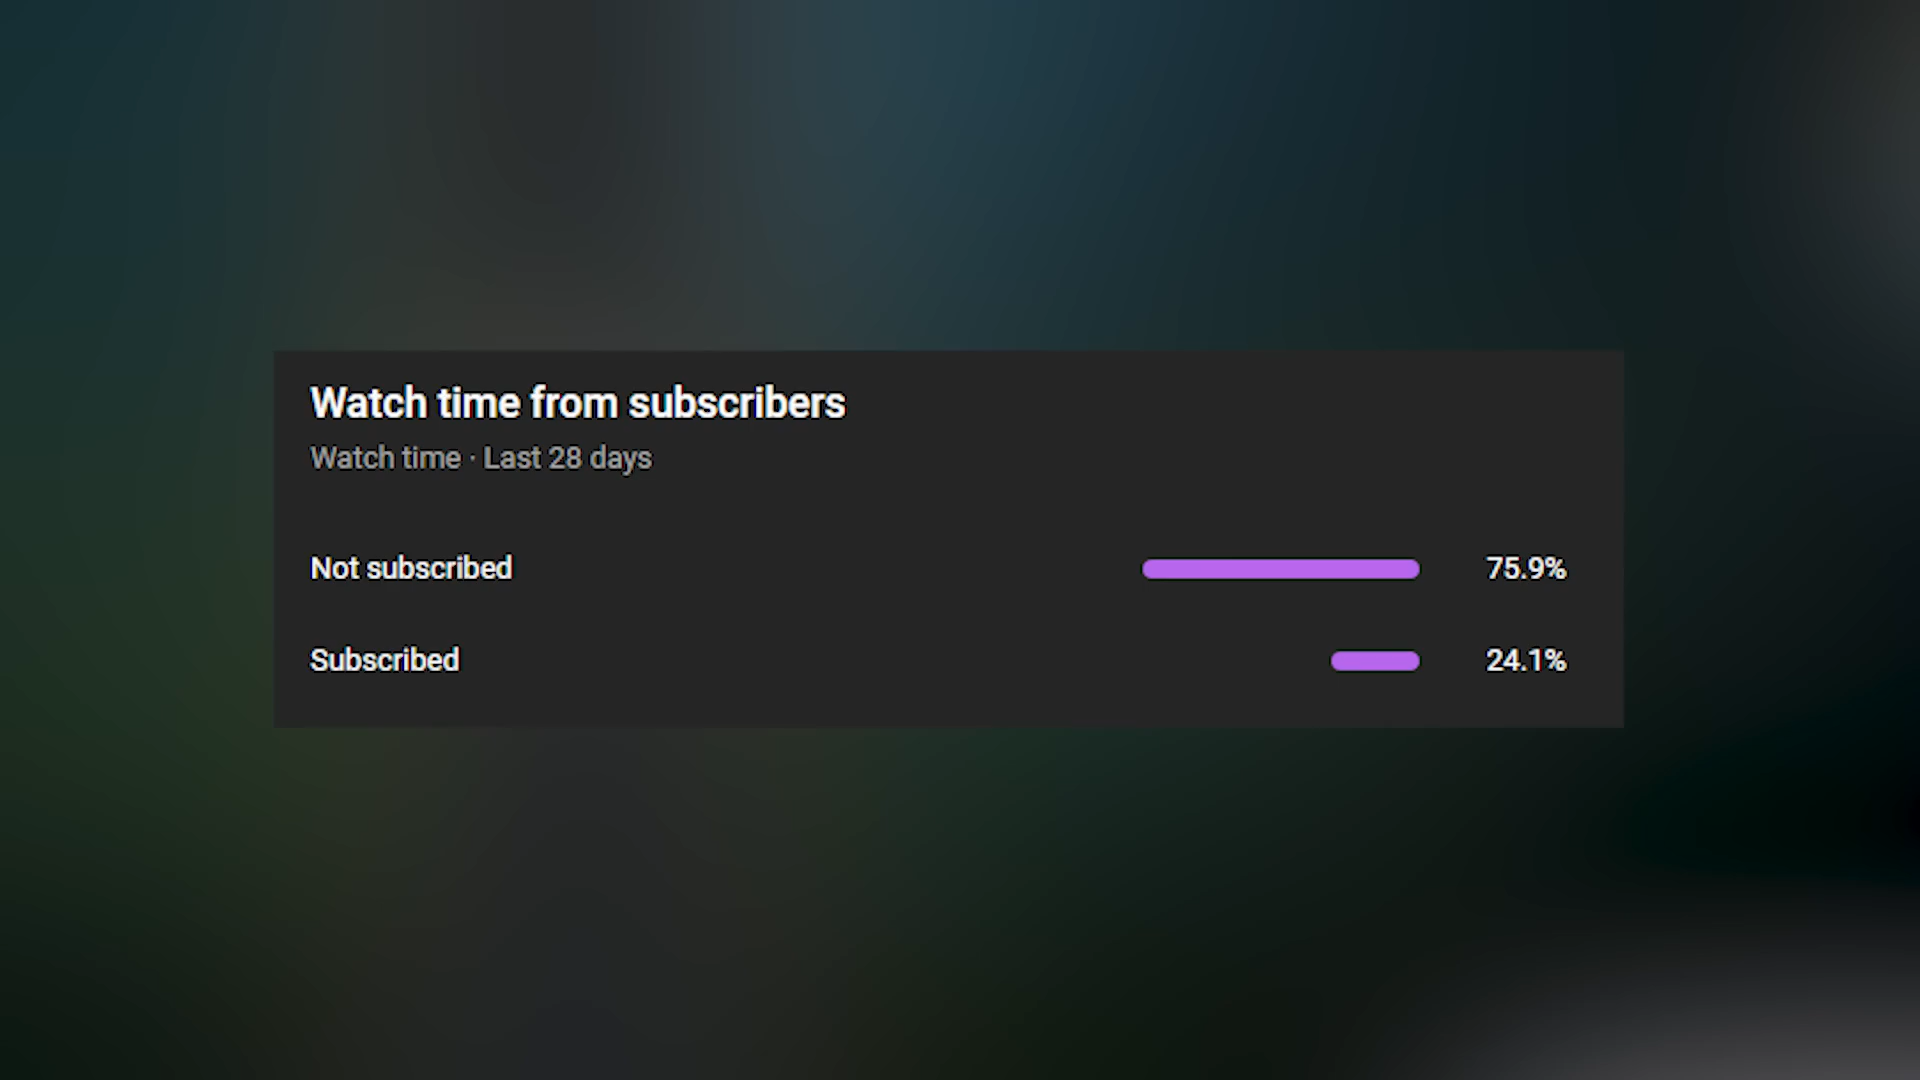 Watch time from subscribers
Watch time · Last 28 days
Not subscribed 75.9%
Subscribed 24.1%